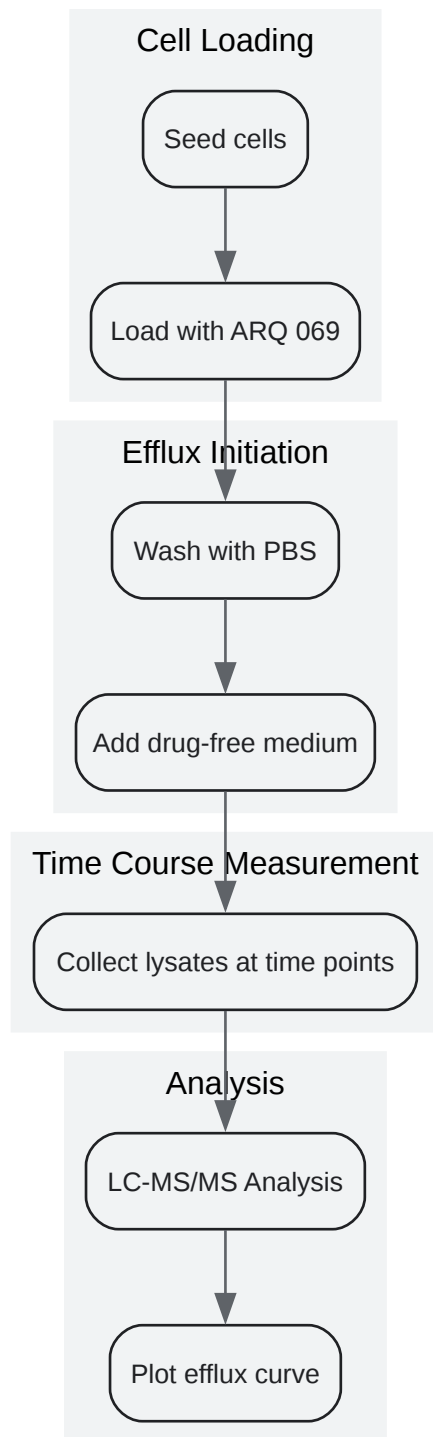 Cell Loading
Seed cells
Load with ARQ 069
Efflux Initiation
Wash with PBS
Add drug-free medium
Time Course Measurement
Collect lysates at time points
Analysis
LC-MS/MS Analysis
Plot efflux curve